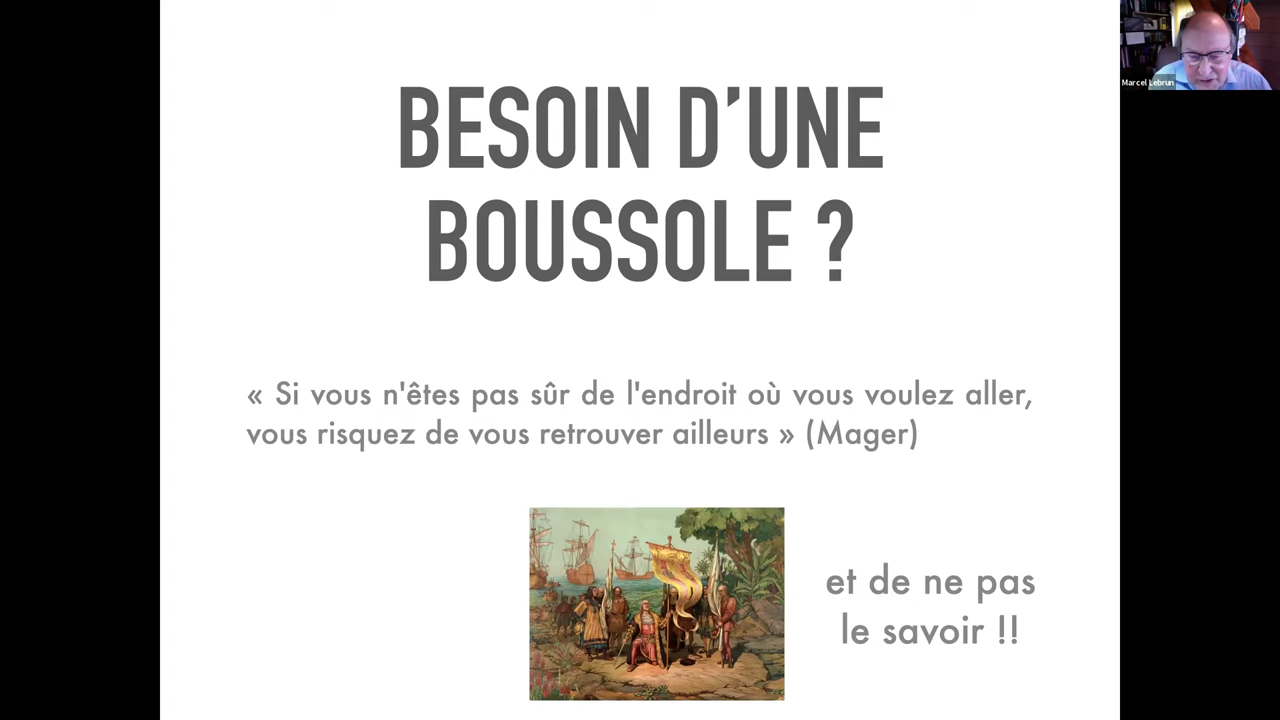 BESOIN D’UNE
BOUSSOLE ?
« Si vous n'êtes pas sûr de l'endroit où vous voulez aller,
vous risquez de vous retrouver ailleurs » (Mager)
et de ne pas
le savoir !!
Marcel Lebrun